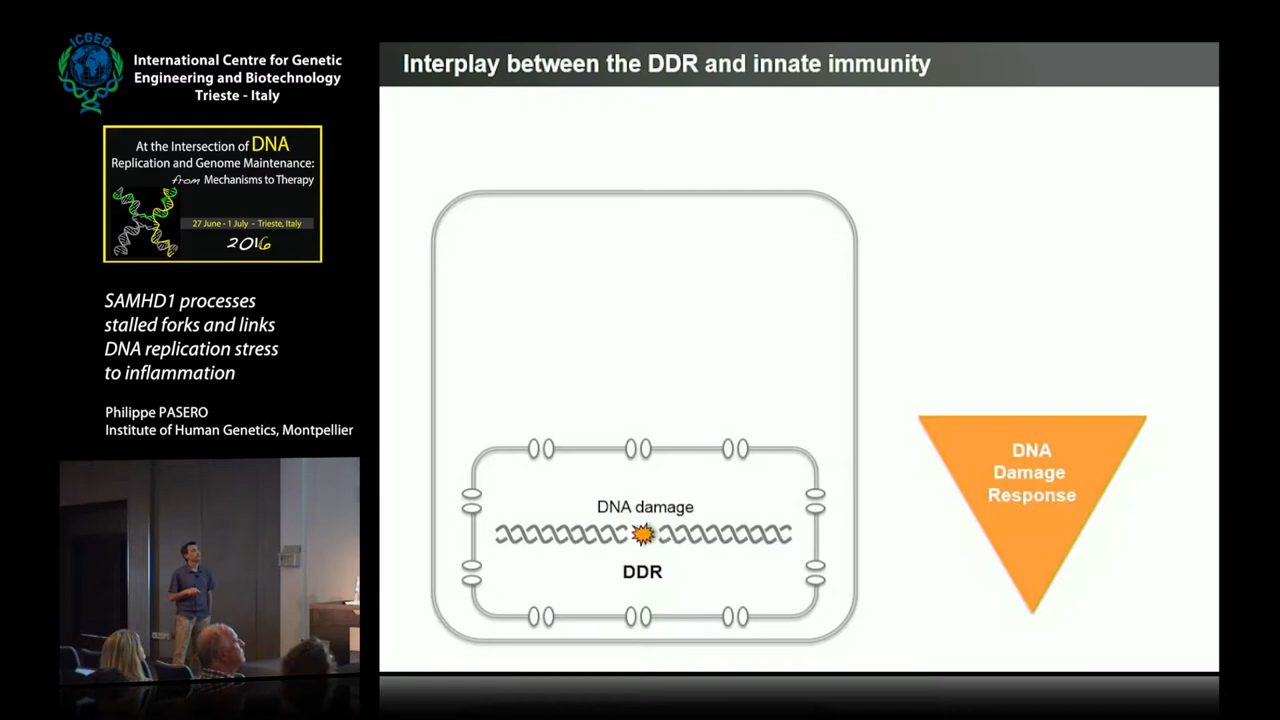 ICGEB
International Centre for Genetic
Engineering and Biotechnology
Trieste - Italy
At the Intersection of DNA
Replication and Genome Maintenance:
from Mechanisms to Therapy
27 June - 1 July - Trieste, Italy
2016
SAMHD1 processes
stalled forks and links
DNA replication stress
to inflammation
Philippe PASERO
Institute of Human Genetics, Montpellier
Interplay between the DDR and innate immunity
DNA damage
DDR
DNA
Damage
Response